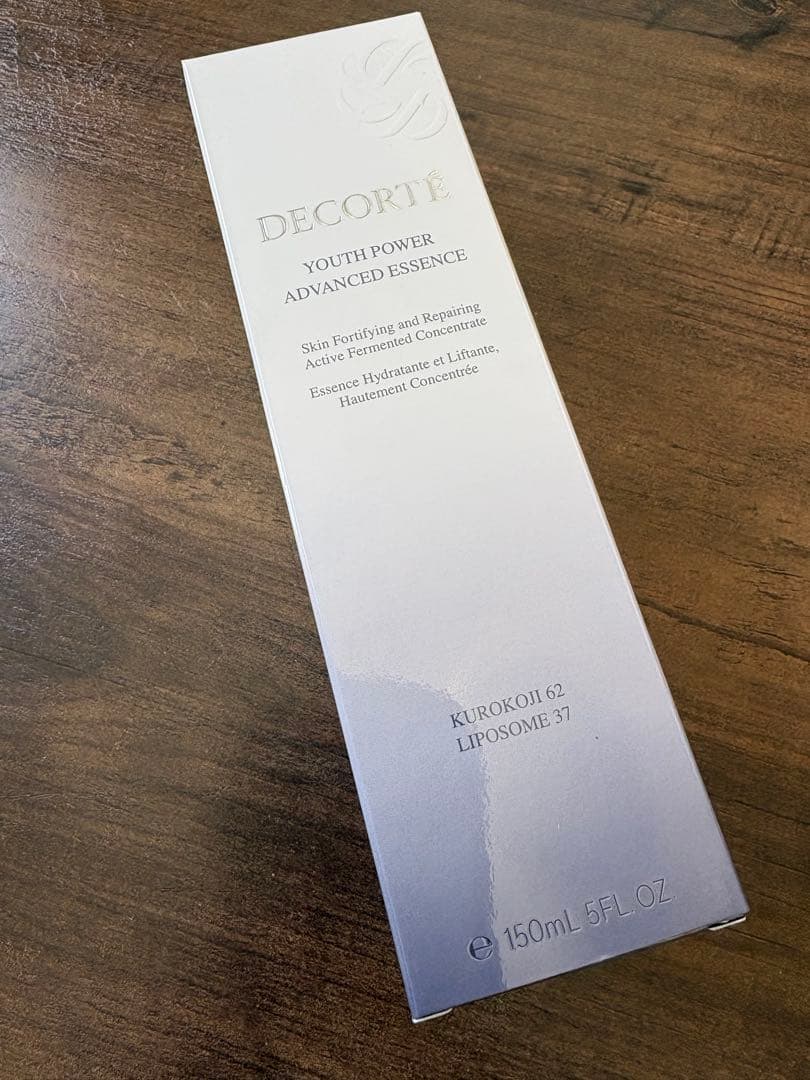 DECORTÉ
YOUTH POWER
ADVANCED ESSENCE
Skin Fortifying and Repairing
Active Fermented Concentrate
Essence Hydratante et Liftante,
Hautement Concentrée
KUROKOJI 62
LIPOSOME 37
℮ 150mL 5FL.OZ.